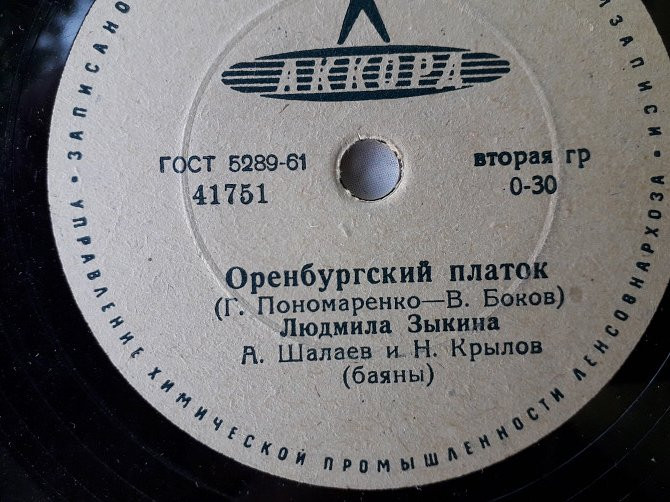 АККОРД
ГОСТ 5289-61
вторая гр
41751
0-30
Оренбургский платок
(Г. Пономаренко—В. Боков)
Людмила Зыкина
А. Шалаев и Н. Крылов
(баяны)
ЗАПИСАНО
ЗАПИСИ
• УПРАВЛЕНИЕ ХИМИЧЕСКОЙ ПРОМЫШЛЕННОСТИ ЛЕНСОВНАРХОЗА •